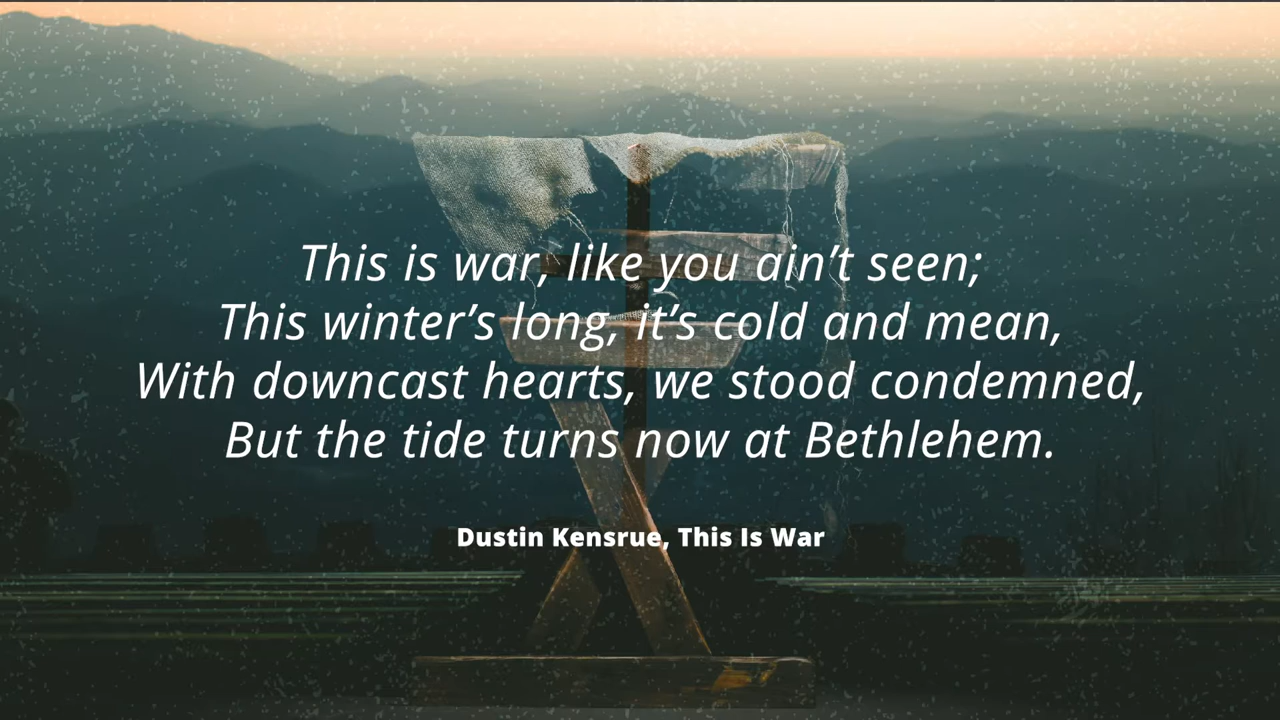 This is war, like you ain’t seen;
This winter’s long, it’s cold and mean,
With downcast hearts, we stood condemned,
But the tide turns now at Bethlehem.
Dustin Kensrue, This Is War